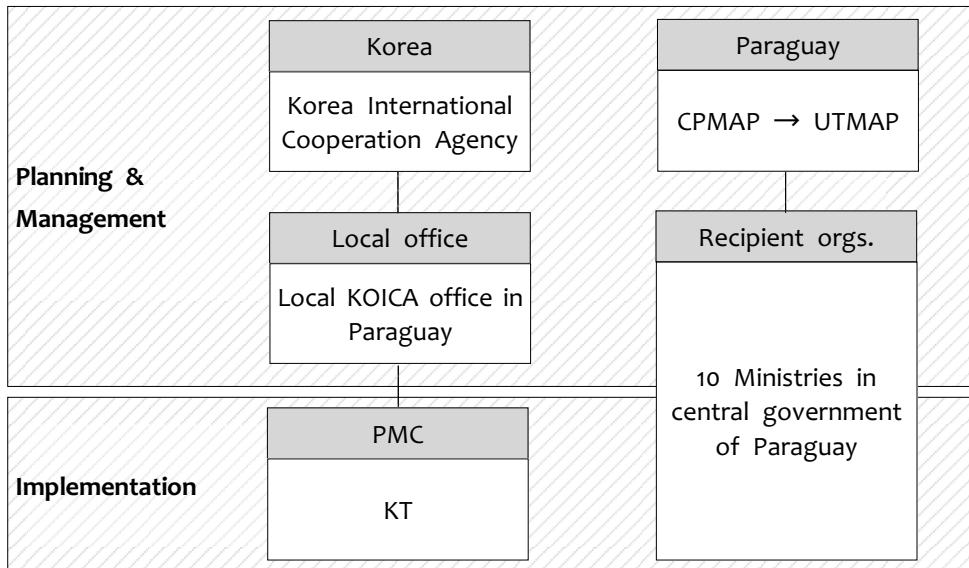 Planning &
Management
Korea
Korea International
Cooperation Agency
Paraguay
CPMAP → UTMAP
Local office
Local KOICA office in
Paraguay
Recipient orgs.
10 Ministries in
central government
of Paraguay
Implementation
PMC
KT